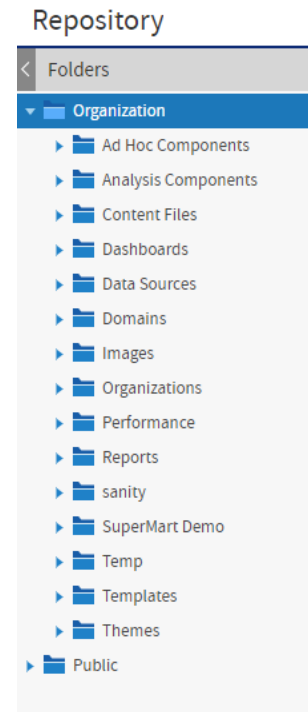 Repository
Folders
Organization
Ad Hoc Components
Analysis Components
Content Files
Dashboards
Data Sources
Domains
Images
Organizations
Performance
Reports
sanity
SuperMart Demo
Temp
Templates
Themes
Public